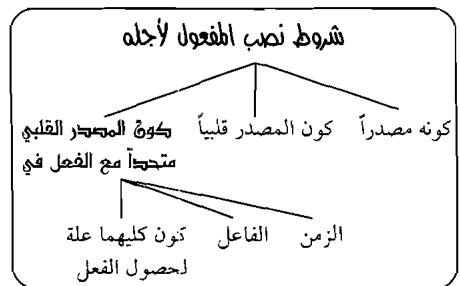 شروط نصب المفعول لأجله
كونه مصدراً
كون المصدر قلبياً
كون المصدر القلبي
متحداً مع الفعل في
الزمن
الفاعل
كون كليهما علة
لحصول الفعل